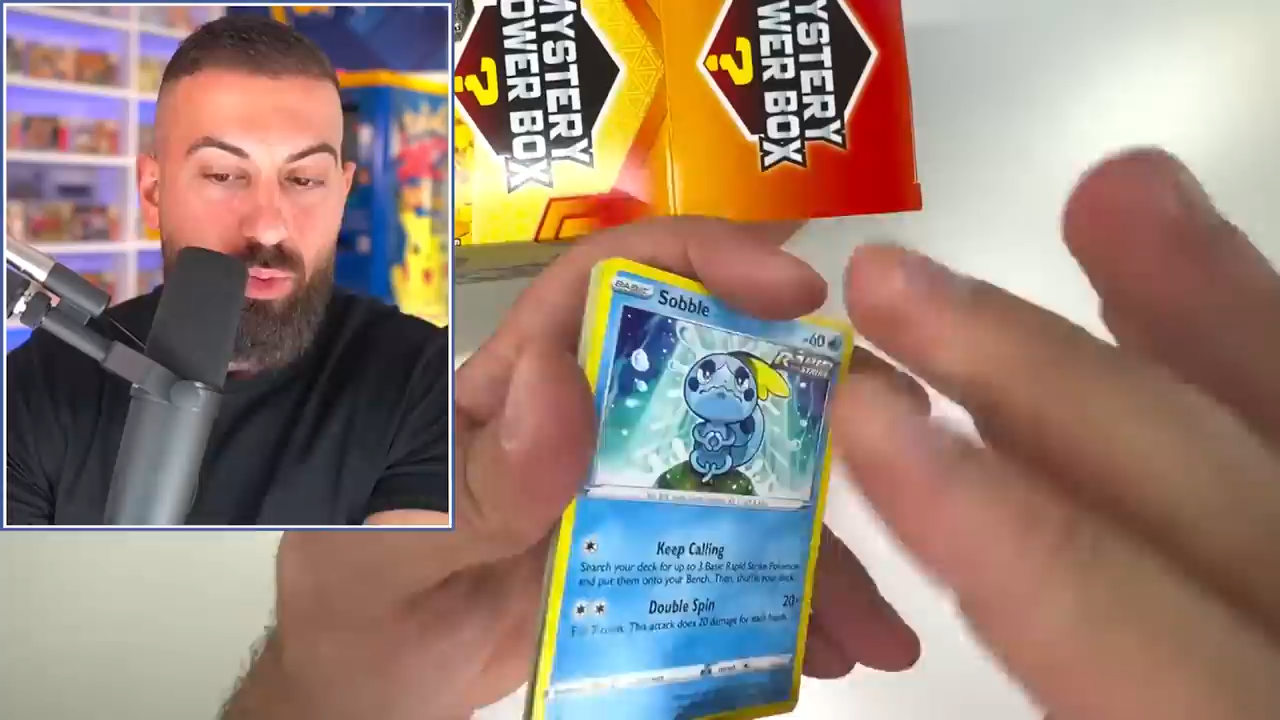 MYSTERY
OWER BOX
?
YSTERY
WER BOX
?
BASIC
Sobble
60
STRIKE
Keep Calling
Search your deck for up to 3 Basic Rapid Strike Pokémon
and put them onto your Bench. Then, shuffle your deck.
Double Spin
20
This attack does 20 damage for each heads.